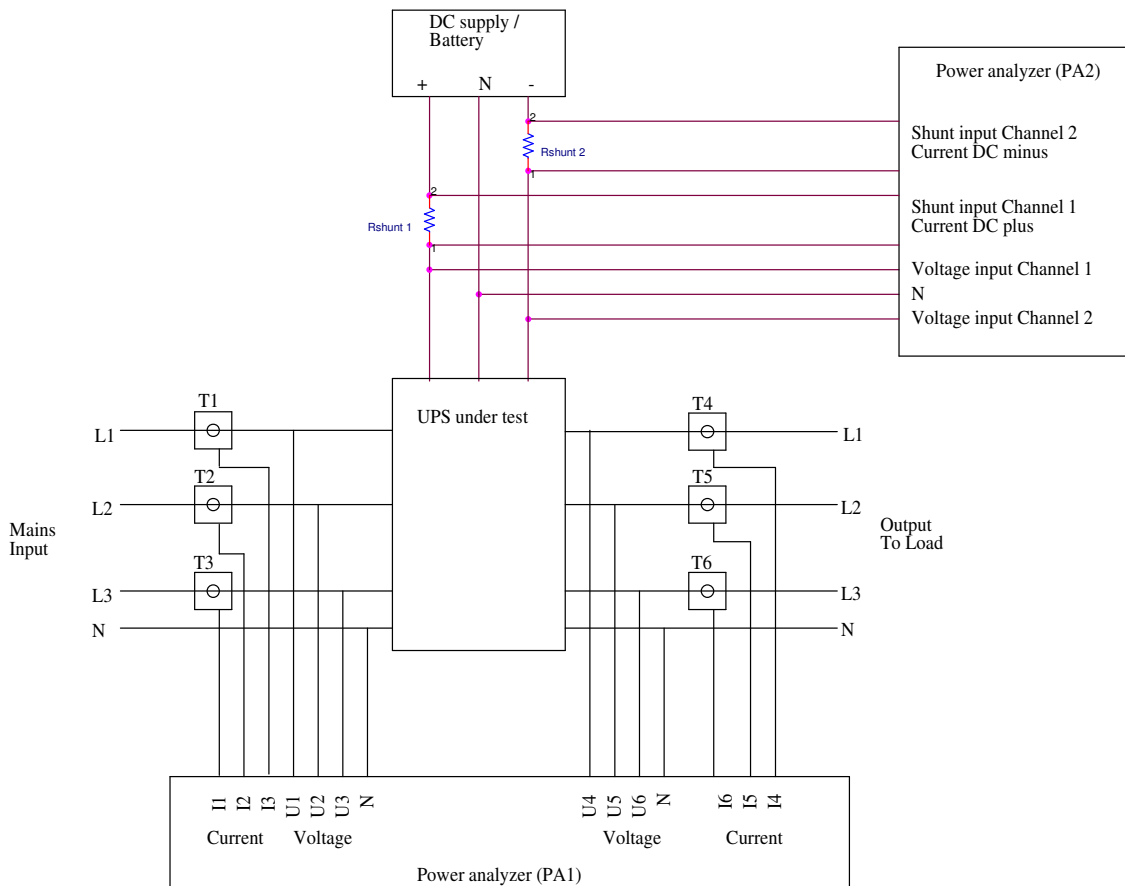 DC supply /
Battery
+ N -
Power analyzer (PA2)
2
Shunt input Channel 2
Current DC minus
Rshunt 2
1
2
Shunt input Channel 1
Current DC plus
Rshunt 1
1
Voltage input Channel 1
N
Voltage input Channel 2
UPS under test
T1
L1
T2
L2
T3
L3
N
Mains
Input
T4
L1
T5
L2
T6
L3
N
Output
To Load
I1 I2 I3 U1 U2 U3 N
Current Voltage
U4 U5 U6 N I6 I5 I4
Voltage Current
Power analyzer (PA1)